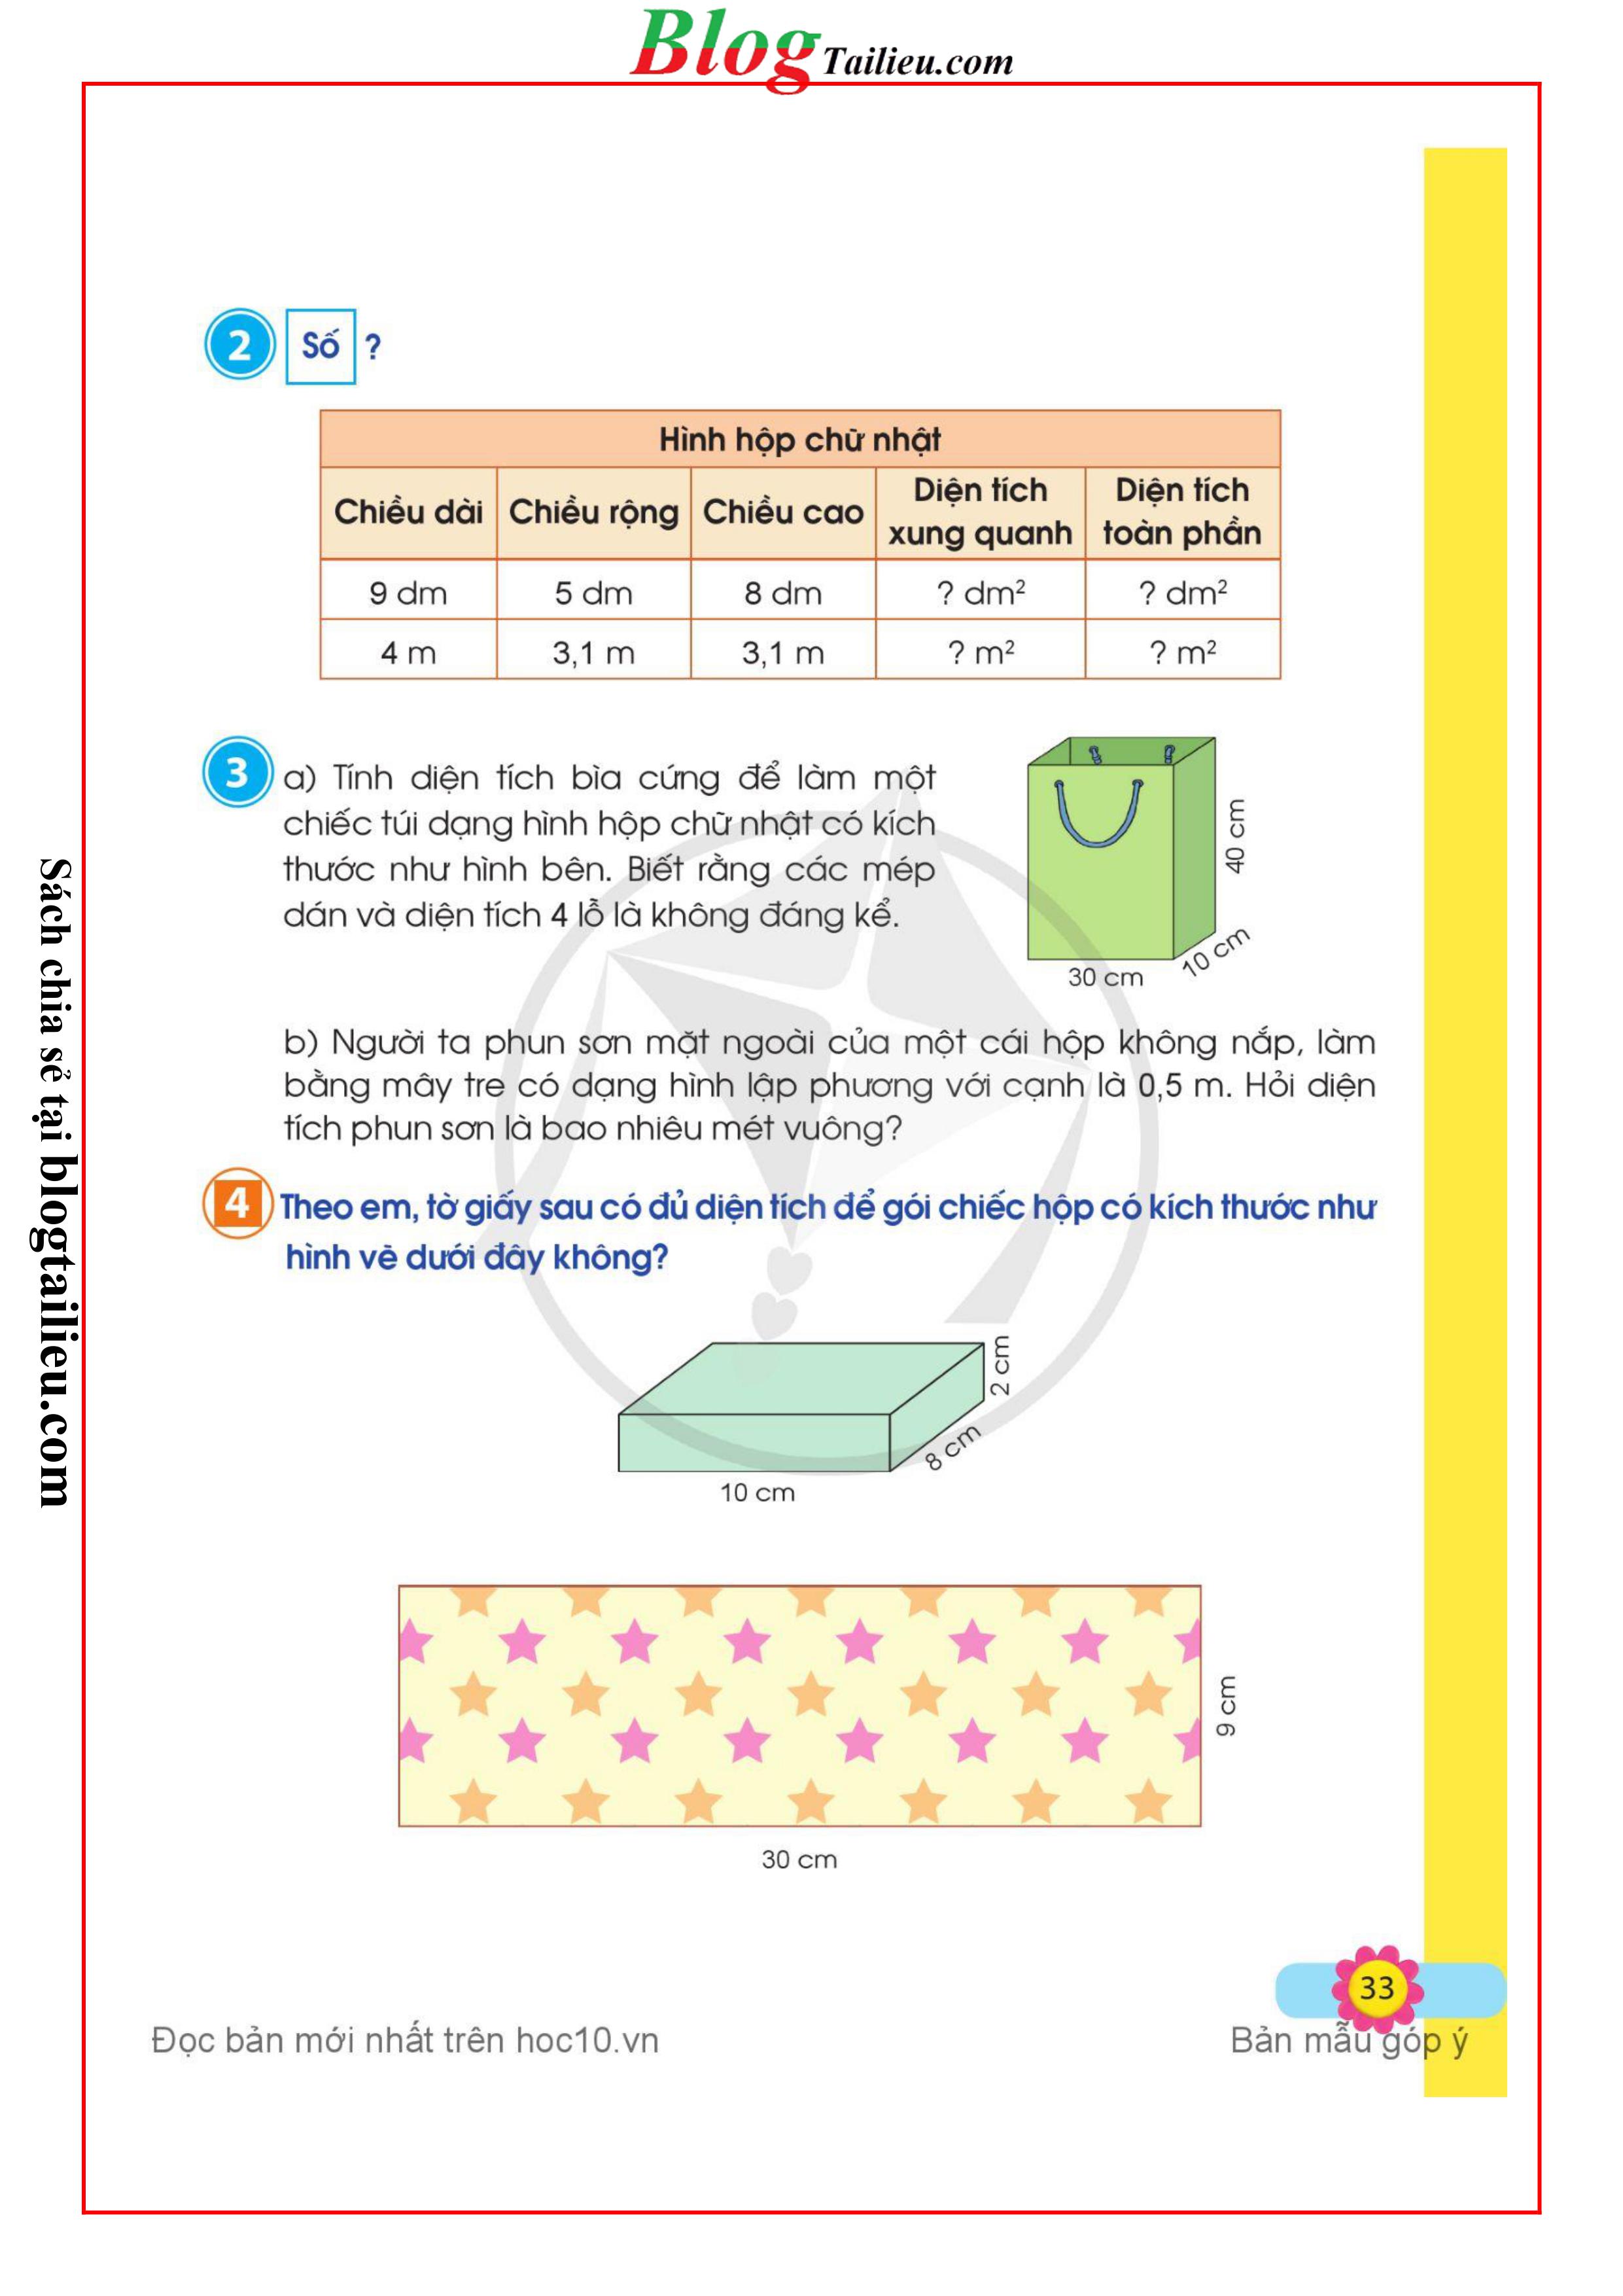 Blog Tailieu.com
2 Số ?
Hình hộp chữ nhật
Chiều dài Chiều rộng Chiều cao Diện tích xung quanh Diện tích toàn phần
9 dm 5 dm 8 dm ? dm² ? dm²
4 m 3,1 m 3,1 m ? m² ? m²
3 a) Tính diện tích bìa cứng để làm một
chiếc túi dạng hình hộp chữ nhật có kích
thước như hình bên. Biết rằng các mép
dán và diện tích 4 lỗ là không đáng kể.
40 cm
10 cm
30 cm
b) Người ta phun sơn mặt ngoài của một cái hộp không nắp, làm
bằng mây tre có dạng hình lập phương với cạnh là 0,5 m. Hỏi diện
tích phun sơn là bao nhiêu mét vuông?
4 Theo em, tờ giấy sau có đủ diện tích để gói chiếc hộp có kích thước như
hình vẽ dưới đây không?
2 cm
8 cm
10 cm
9 cm
30 cm
33
Đọc bản mới nhất trên hoc10.vn Bản mẫu góp ý
Sách chia sẻ tại blogtailieu.com